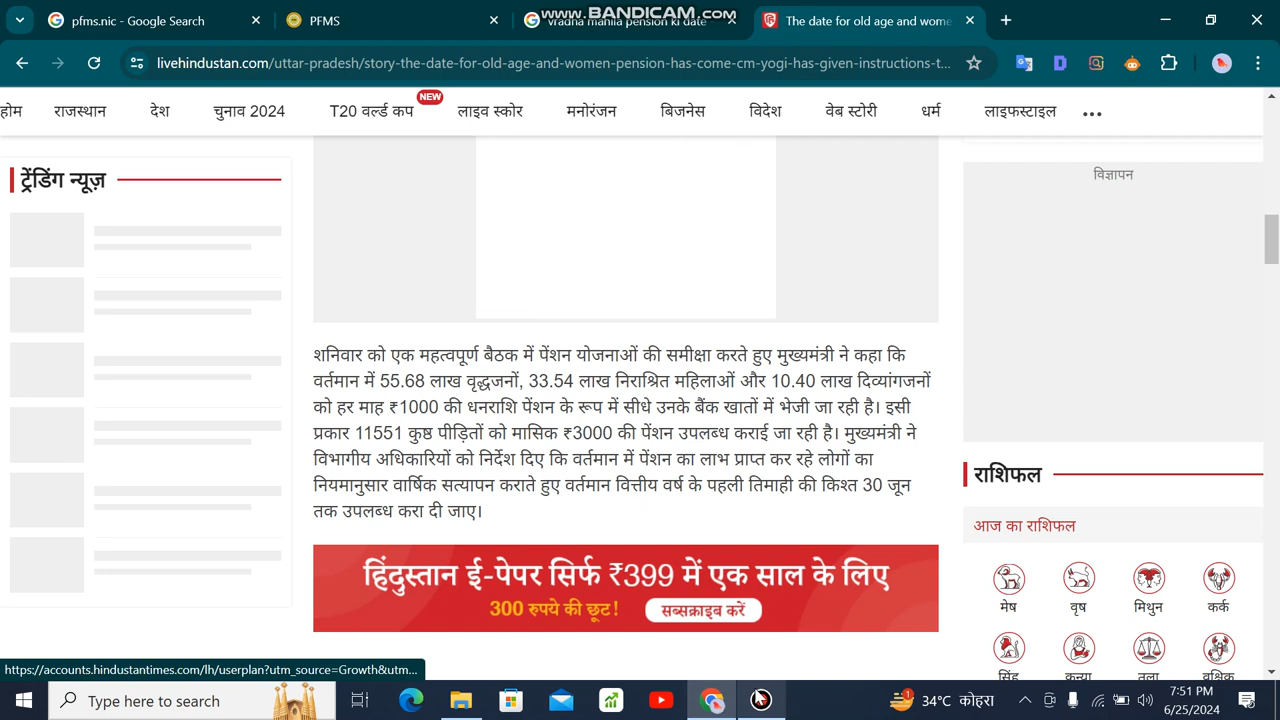 pfms.nic - Google Search
PFMS
vradha mahila pension ki date
The date for old age and wome
www.BANDICAM.com
livehindustan.com/uttar-pradesh/story-the-date-for-old-age-and-women-pension-has-come-cm-yogi-has-given-instructions-t...
होम
राजस्थान
देश
चुनाव 2024
T20 वर्ल्ड कप
NEW
लाइव स्कोर
मनोरंजन
बिजनेस
विदेश
वेब स्टोरी
धर्म
लाइफस्टाइल
ट्रेंडिंग न्यूज़
विज्ञापन
शनिवार को एक महत्वपूर्ण बैठक में पेंशन योजनाओं की समीक्षा करते हुए मुख्यमंत्री ने कहा कि
वर्तमान में 55.68 लाख वृद्धजनों, 33.54 लाख निराश्रित महिलाओं और 10.40 लाख दिव्यांगजनों
को हर माह ₹1000 की धनराशि पेंशन के रूप में सीधे उनके बैंक खातों में भेजी जा रही है। इसी
प्रकार 11551 कुष्ठ पीड़ितों को मासिक ₹3000 की पेंशन उपलब्ध कराई जा रही है। मुख्यमंत्री ने
विभागीय अधिकारियों को निर्देश दिए कि वर्तमान में पेंशन का लाभ प्राप्त कर रहे लोगों का
नियमानुसार वार्षिक सत्यापन कराते हुए वर्तमान वित्तीय वर्ष के पहली तिमाही की किश्त 30 जून
तक उपलब्ध करा दी जाए।
हिंदुस्तान ई-पेपर सिर्फ ₹399 में एक साल के लिए
300 रुपये की छूट!
सब्सक्राइब करें
राशिफल
आज का राशिफल
मेष
वृष
मिथुन
कर्क
सिंह
कन्या
तुला
वृश्चिक
https://accounts.hindustantimes.com/lh/userplan?utm_source=Growth&utm...
Type here to search
1
34°C कोहरा
7:51 PM
6/25/2024